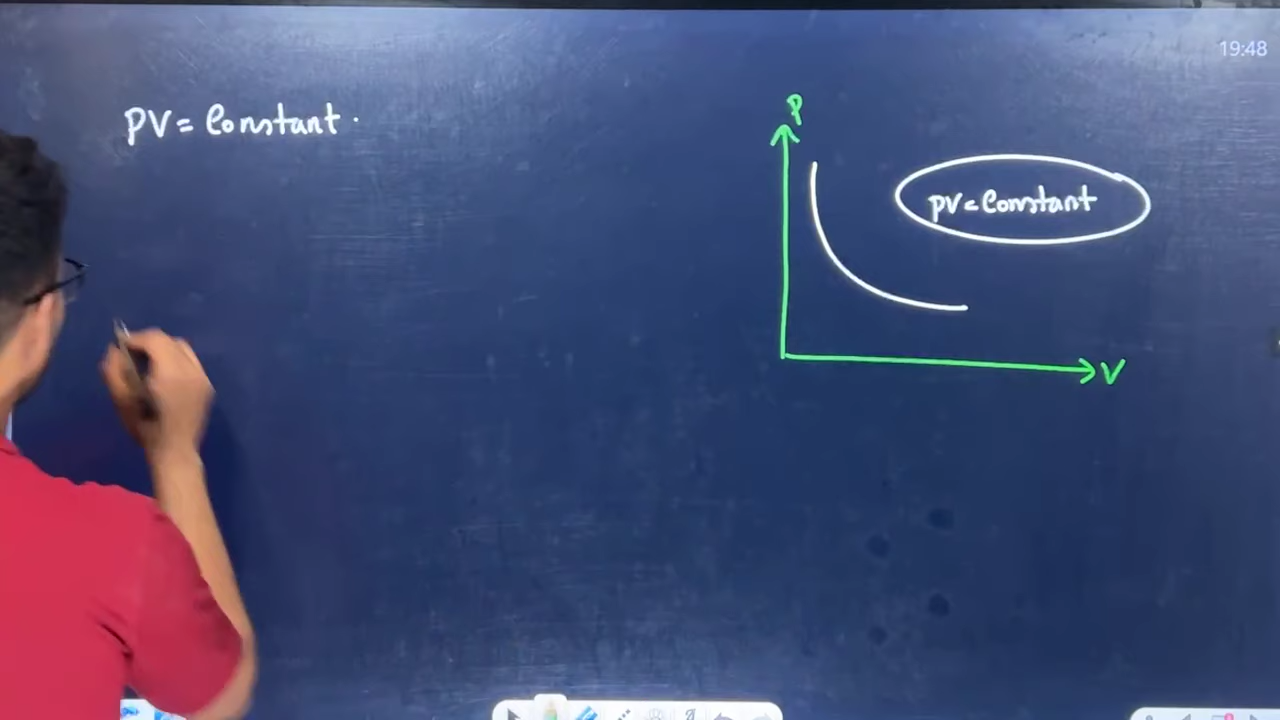 19:48
PV = Constant.
P
PV = Constant
V